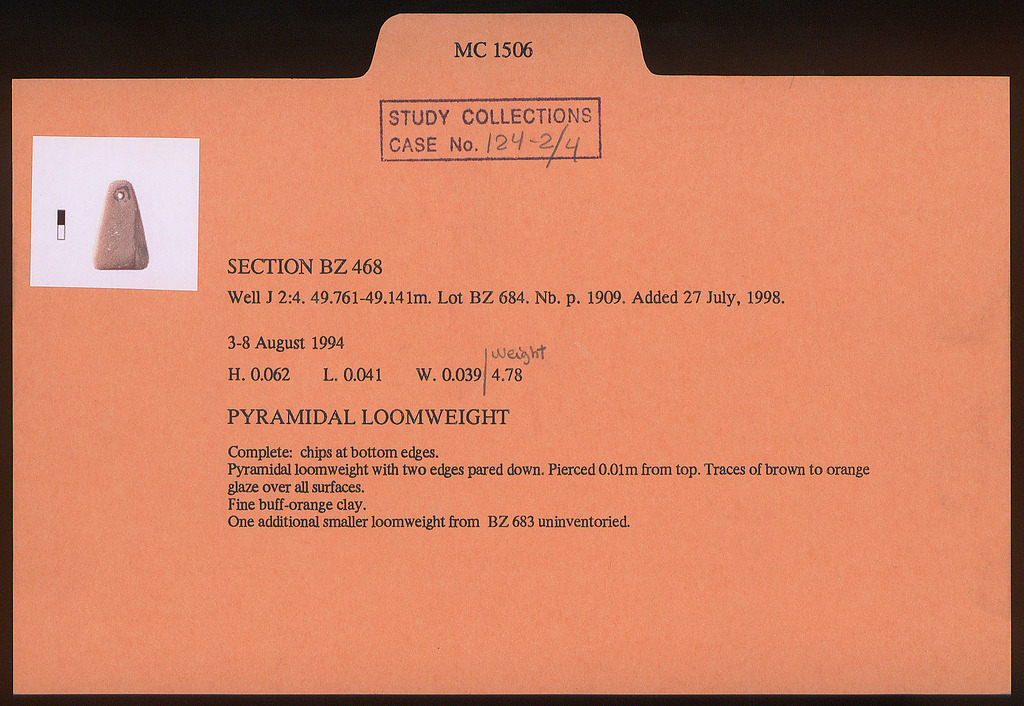 MC 1506
STUDY COLLECTIONS
CASE No. 124-2/4
SECTION BZ 468
Well J 2:4. 49.761-49.141m. Lot BZ 684. Nb. p. 1909. Added 27 July, 1998.
3-8 August 1994
weight
H. 0.062 L. 0.041 W. 0.039/4.78
PYRAMIDAL LOOMWEIGHT
Complete: chips at bottom edges.
Pyramidal loomweight with two edges pared down. Pierced 0.01m from top. Traces of brown to orange
glaze over all surfaces.
Fine buff-orange clay.
One additional smaller loomweight from BZ 683 uninventoried.